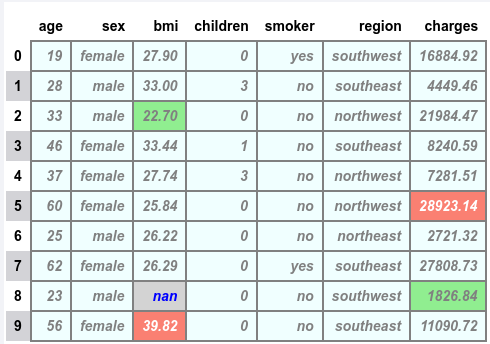 age sex bmi children smoker region charges
0 19 female 27.90 0 yes southwest 16884.92
1 28 male 33.00 3 no southeast 4449.46
2 33 male 22.70 0 no northwest 21984.47
3 46 female 33.44 1 no southeast 8240.59
4 37 female 27.74 3 no northwest 7281.51
5 60 female 25.84 0 no northwest 28923.14
6 25 male 26.22 0 no northeast 2721.32
7 62 female 26.29 0 yes southeast 27808.73
8 23 male nan 0 no southwest 1826.84
9 56 female 39.82 0 no southeast 11090.72